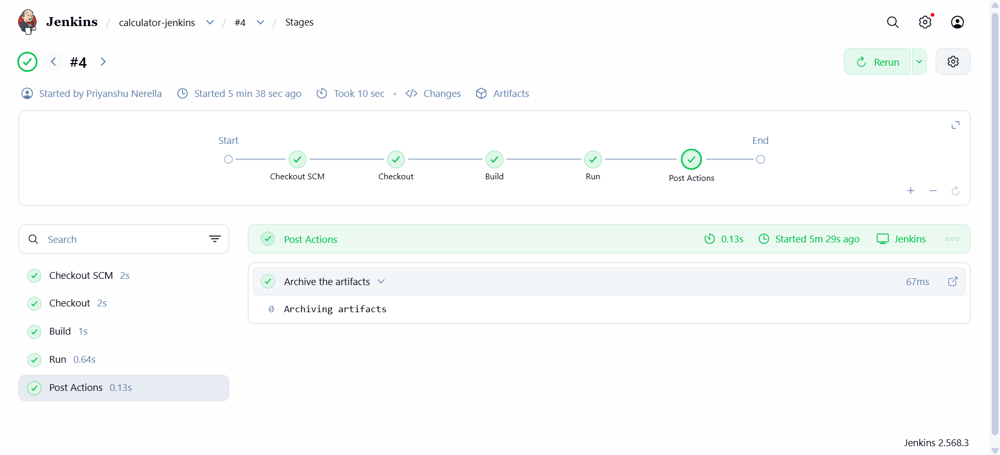 Jenkins / calculator-jenkins / #4 / Stages
#4
Rerun
Started by Priyanshu Nerella Started 5 min 38 sec ago Took 10 sec • Changes Artifacts
Start End
Checkout SCM Checkout Build Run Post Actions
Search
Post Actions 0.13s Started 5m 29s ago Jenkins
Checkout SCM 2s
Checkout 2s
Build 1s
Run 0.64s
Post Actions 0.13s
Archive the artifacts 67ms
0 Archiving artifacts
Jenkins 2.568.3